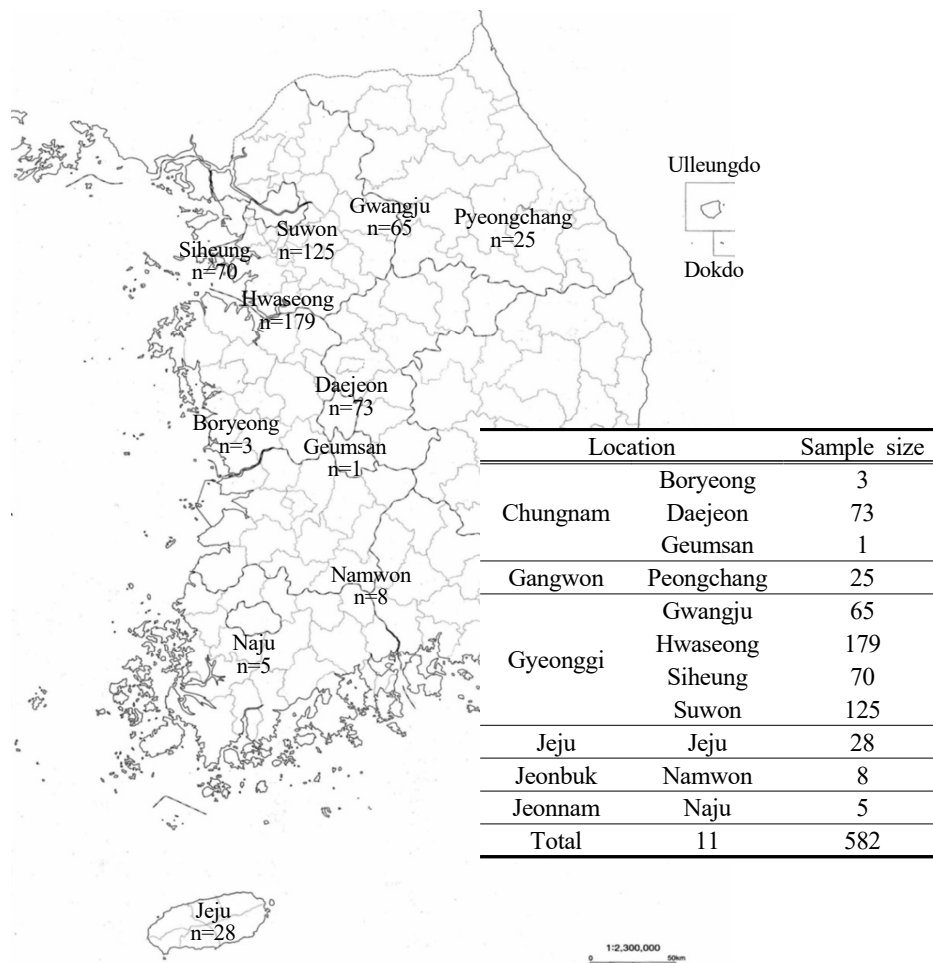 Ulleungdo
Dokdo
Gwangju
n=65
Pyeongchang
n=25
Suwon
n=125
Siheung
n=70
Hwaseong
n=179
Daejeon
n=73
Boryeong
n=3
Geumsan
n=1
Namwon
n=8
Naju
n=5
Jeju
n=28
Location Sample size
Chungnam Boryeong 3
Daejeon 73
Geumsan 1
Gangwon Peongchang 25
Gyeonggi Gwangju 65
Hwaseong 179
Siheung 70
Suwon 125
Jeju Jeju 28
Jeonbuk Namwon 8
Jeonnam Naju 5
Total 11 582
1:2,300,000
0 50km